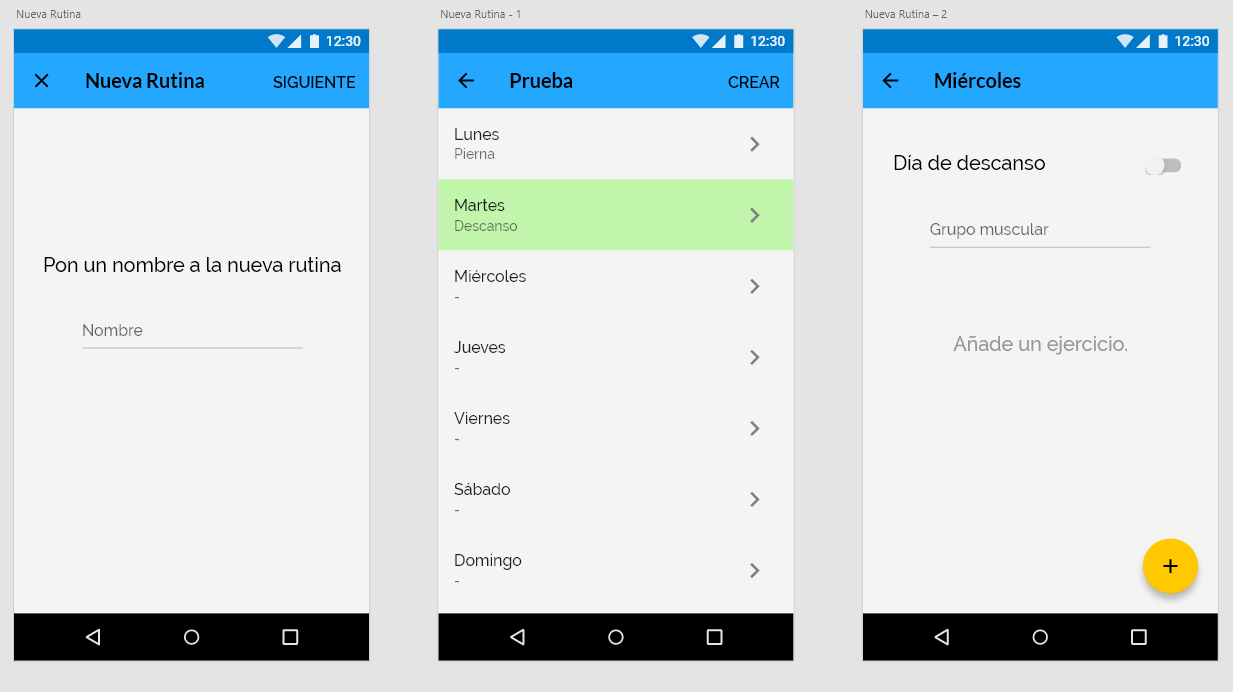 Nueva Rutina
12:30
Nueva Rutina
SIGUIENTE
Pon un nombre a la nueva rutina
Nombre
Nueva Rutina - 1
12:30
Prueba
CREAR
Lunes
Pierna
Martes
Descanso
Miércoles
-
Jueves
-
Viernes
-
Sábado
-
Domingo
-
Nueva Rutina – 2
12:30
Miércoles
Día de descanso
Grupo muscular
Añade un ejercicio.
+